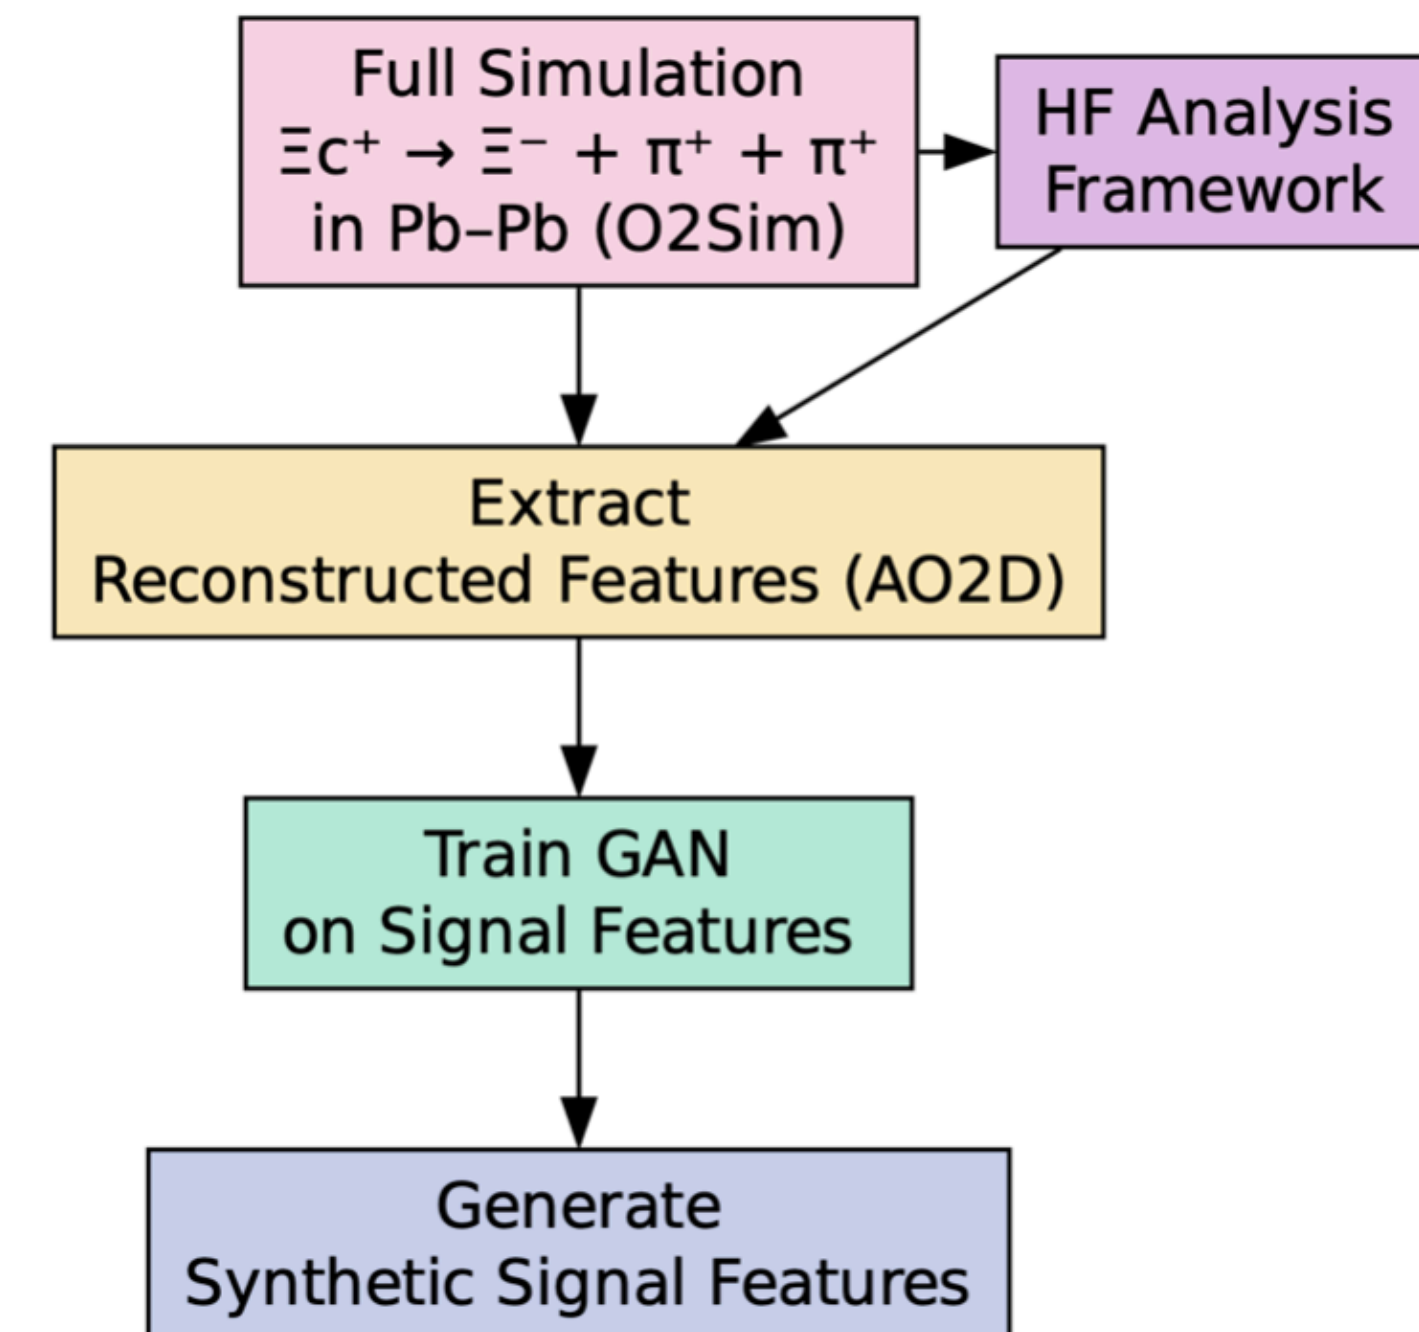 Full Simulation
Ξc⁺ → Ξ⁻ + π⁺ + π⁺
in Pb–Pb (O2Sim)
HF Analysis
Framework
Extract
Reconstructed Features (AO2D)
Train GAN
on Signal Features
Generate
Synthetic Signal Features